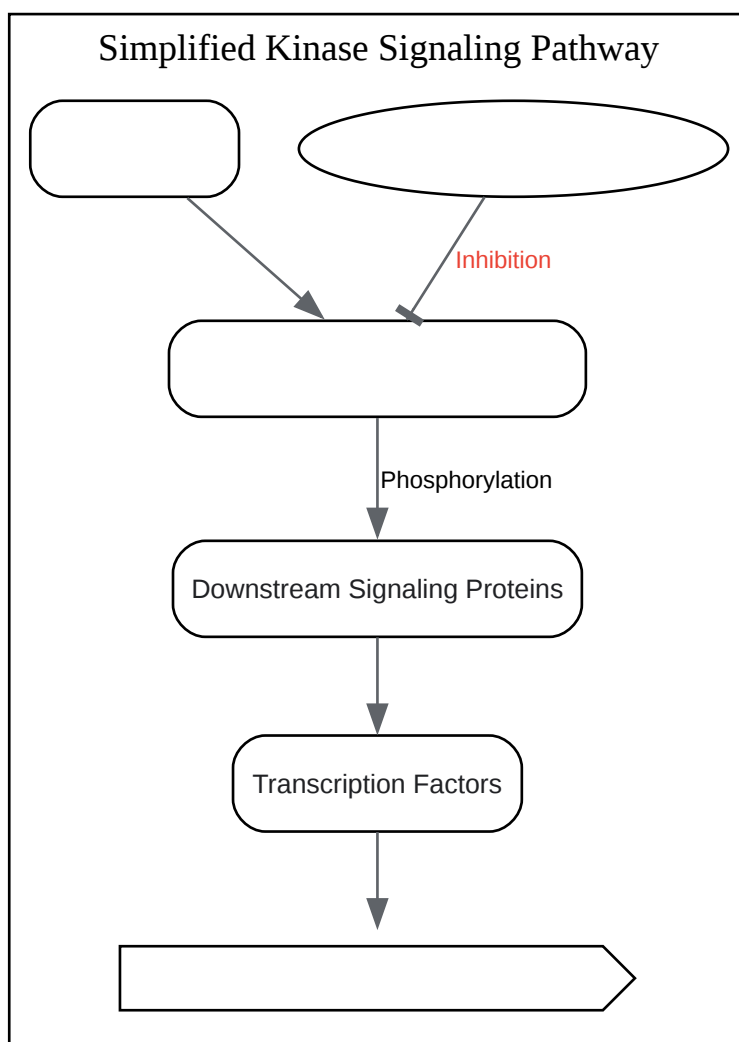 Simplified Kinase Signaling Pathway
Inhibition
Phosphorylation
Downstream Signaling Proteins
Transcription Factors